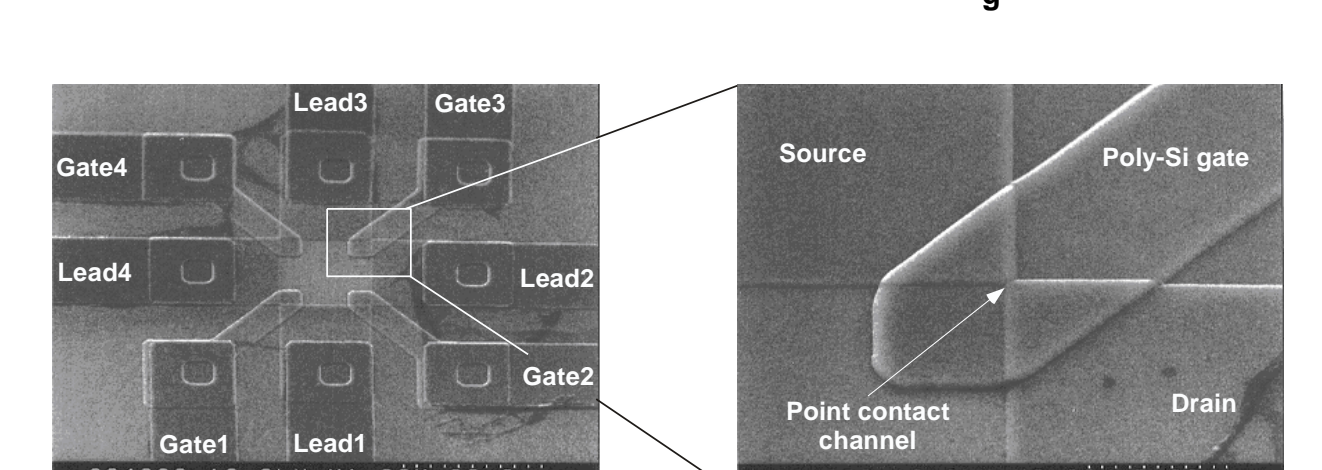 g
Lead3
Gate3
Gate4
Lead4
Lead2
Gate2
Gate1
Lead1
Source
Poly-Si gate
Point contact
channel
Drain